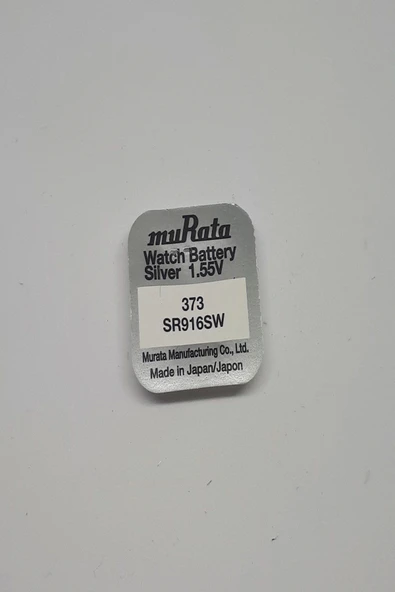 muRata
Watch Battery
Silver 1.55V
373
SR916SW
Murata Manufacturing Co., Ltd.
Made in Japan/Japon